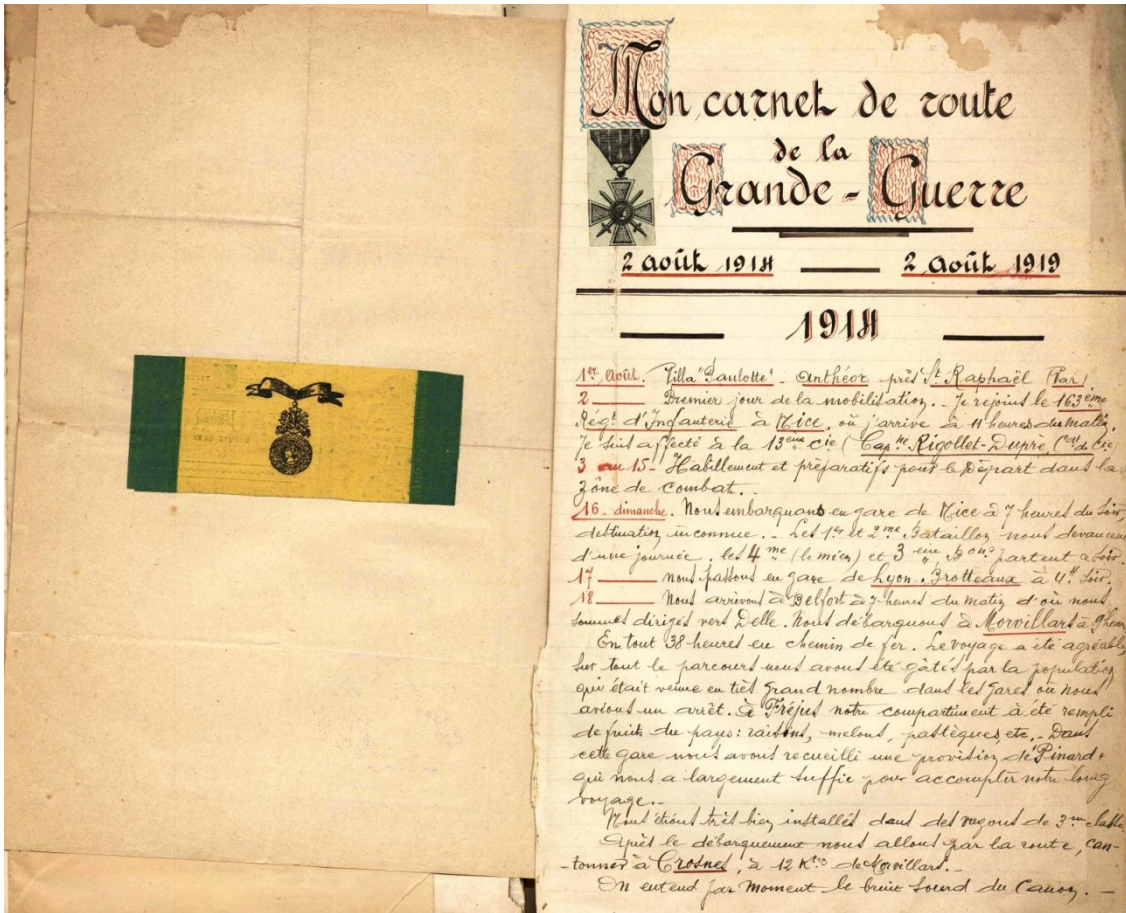 Mon carnet de route
de la
Grande-Guerre
2 août 1914 — 2 août 1919
1914
1er Août. Villa "Paulotte". Anthéor près St Raphaël (Var)
2 — Premier jour de la mobilisation. - Je rejoins le 163ème
Régt d'Infanterie à Nice, où j'arrive à 11 heures du matin.
Je suis affecté à la 13ème Cie (Capne Rigollet-Duprè, Ct de Cie
3 au 15 - Habillement et préparatifs pour le Départ dans la
zône de combat. -
16 - dimanche. Nous embarquons en gare de Nice à 7 heures du soir,
destination inconnue. - Les 1er et 2me Bataillon nous devancent
d'une journée. les 4me (le mien) et 3ème Bons partent ce soir.
17 — nous passons en gare de Lyon-Brotteaux à 4H soir.
18 — Nous arrivons à Belfort à 7 heures du matin d'où nous
sommes dirigés vers Delle. Nous débarquons à Morvillars à 9 heures
En tout 38 heures en chemin de fer. Le voyage a été agréable,
sur tout le parcours nous avons été gâtés par la population
qui était venue en très grand nombre dans les gares où nous
avions un arrêt. à Fréjus notre compartiment à été rempli
de fruits du pays: raisins, melons, pastèques, etc. - Dans
cette gare nous avons recueilli une provision de "Pinard"
qui nous a largement suffie pour accomplir notre long
voyage. -
Nous étions très bien installés dans des vagons de 3me classe.
Après le débarquement nous allons par la route, can-
tonner à Crosnes, à 12 Kto de Morvillars. -
On entend par moment le bruit sourd du Canon. -